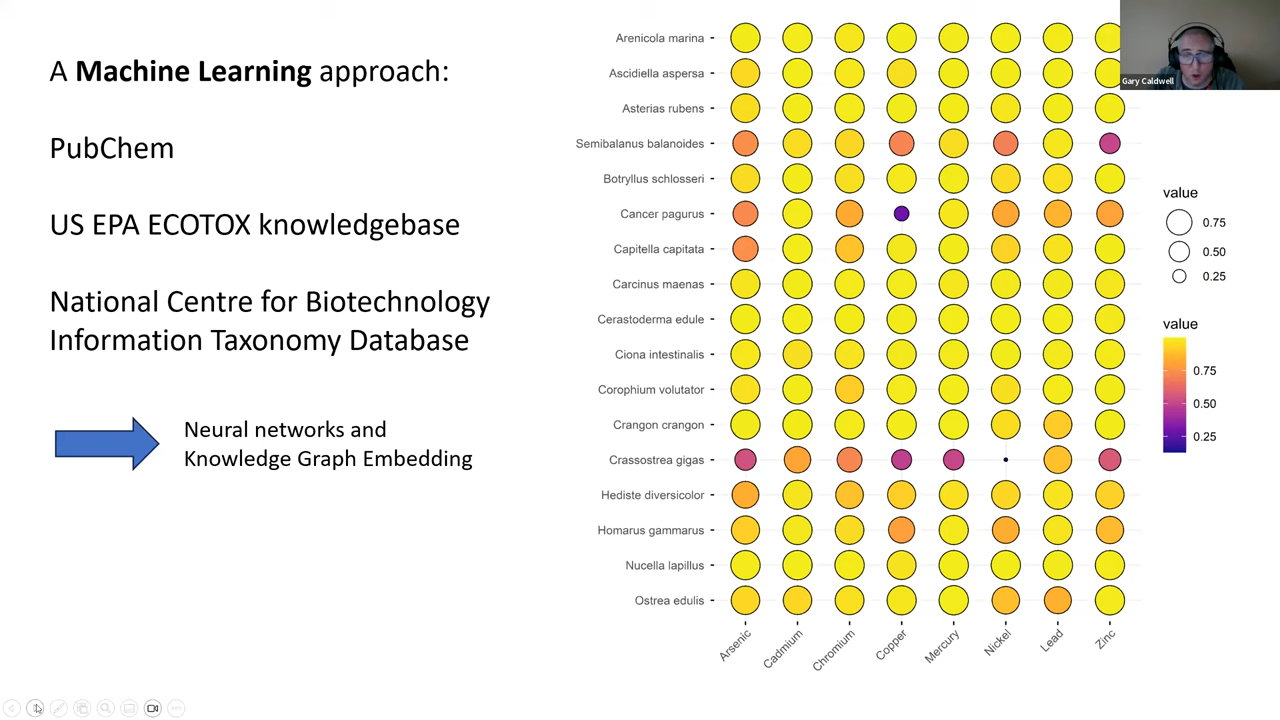 A Machine Learning approach:
PubChem
US EPA ECOTOX knowledgebase
National Centre for Biotechnology
Information Taxonomy Database
Neural networks and
Knowledge Graph Embedding
Arenicola marina
Ascidiella aspersa
Asterias rubens
Semibalanus balanoides
Botryllus schlosseri
Cancer pagurus
Capitella capitata
Carcinus maenas
Cerastoderma edule
Ciona intestinalis
Corophium volutator
Crangon crangon
Crassostrea gigas
Hediste diversicolor
Homarus gammarus
Nucella lapillus
Ostrea edulis
Arsenic
Cadmium
Chromium
Copper
Mercury
Nickel
Lead
Zinc
value
0.75
0.50
0.25
value
0.75
0.50
0.25
Gary Caldwell